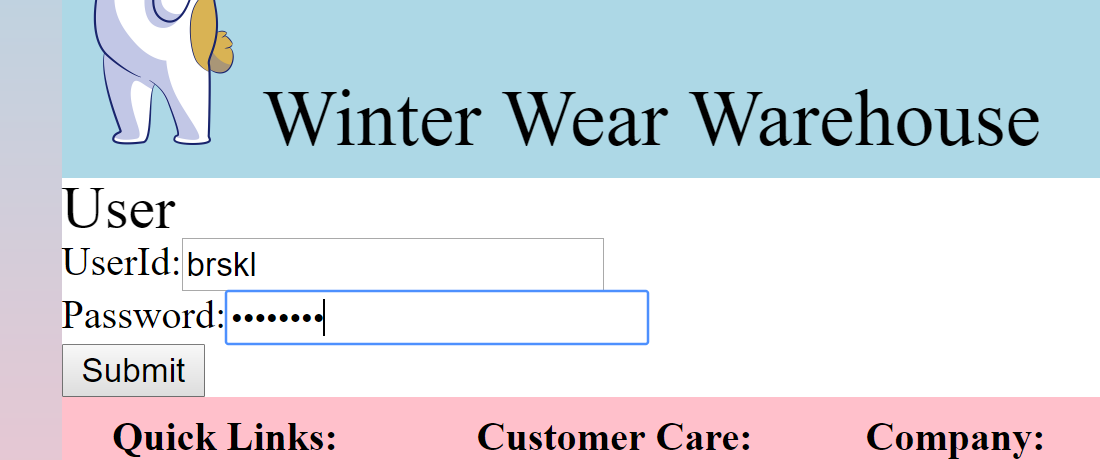 Winter Wear Warehouse
User
UserId: brskl
Password: ••••••••
Submit
Quick Links: Customer Care: Company: